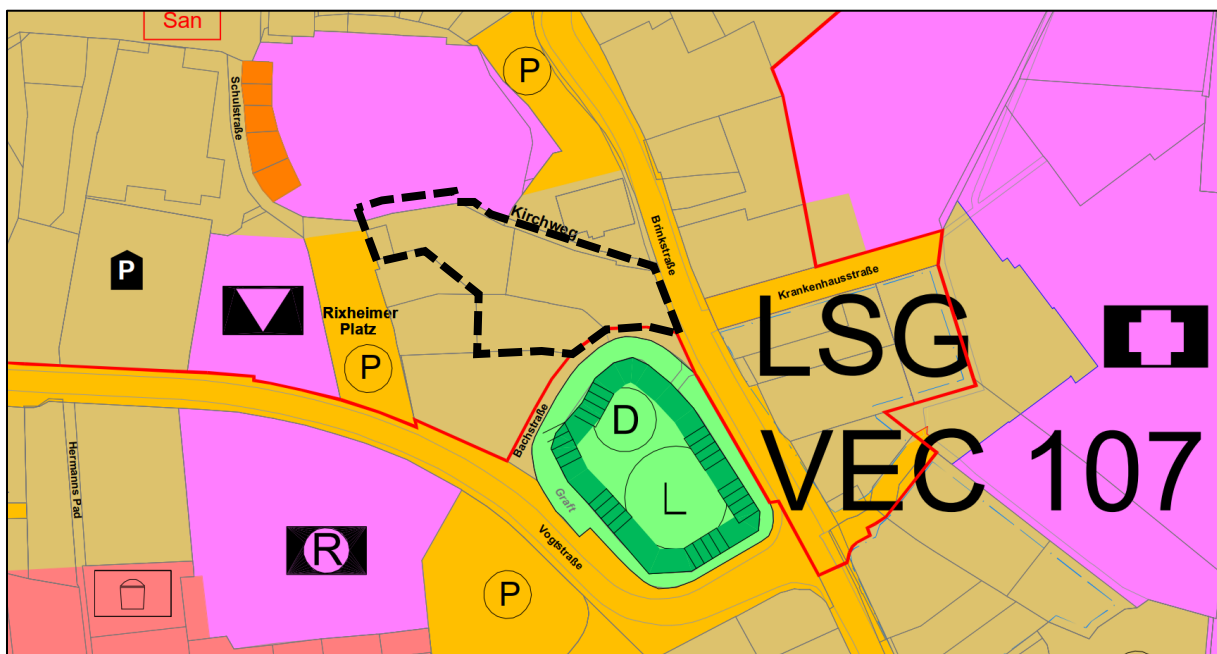 San
P
Schulstraße
Kirchweg
Brinkstraße
P
Krankenhausstraße
LSG
Rixheimer
Platz
P
D
Bachstraße
VEC 107
L
Hermanns Pad
Graft
R
Vogtstraße
P